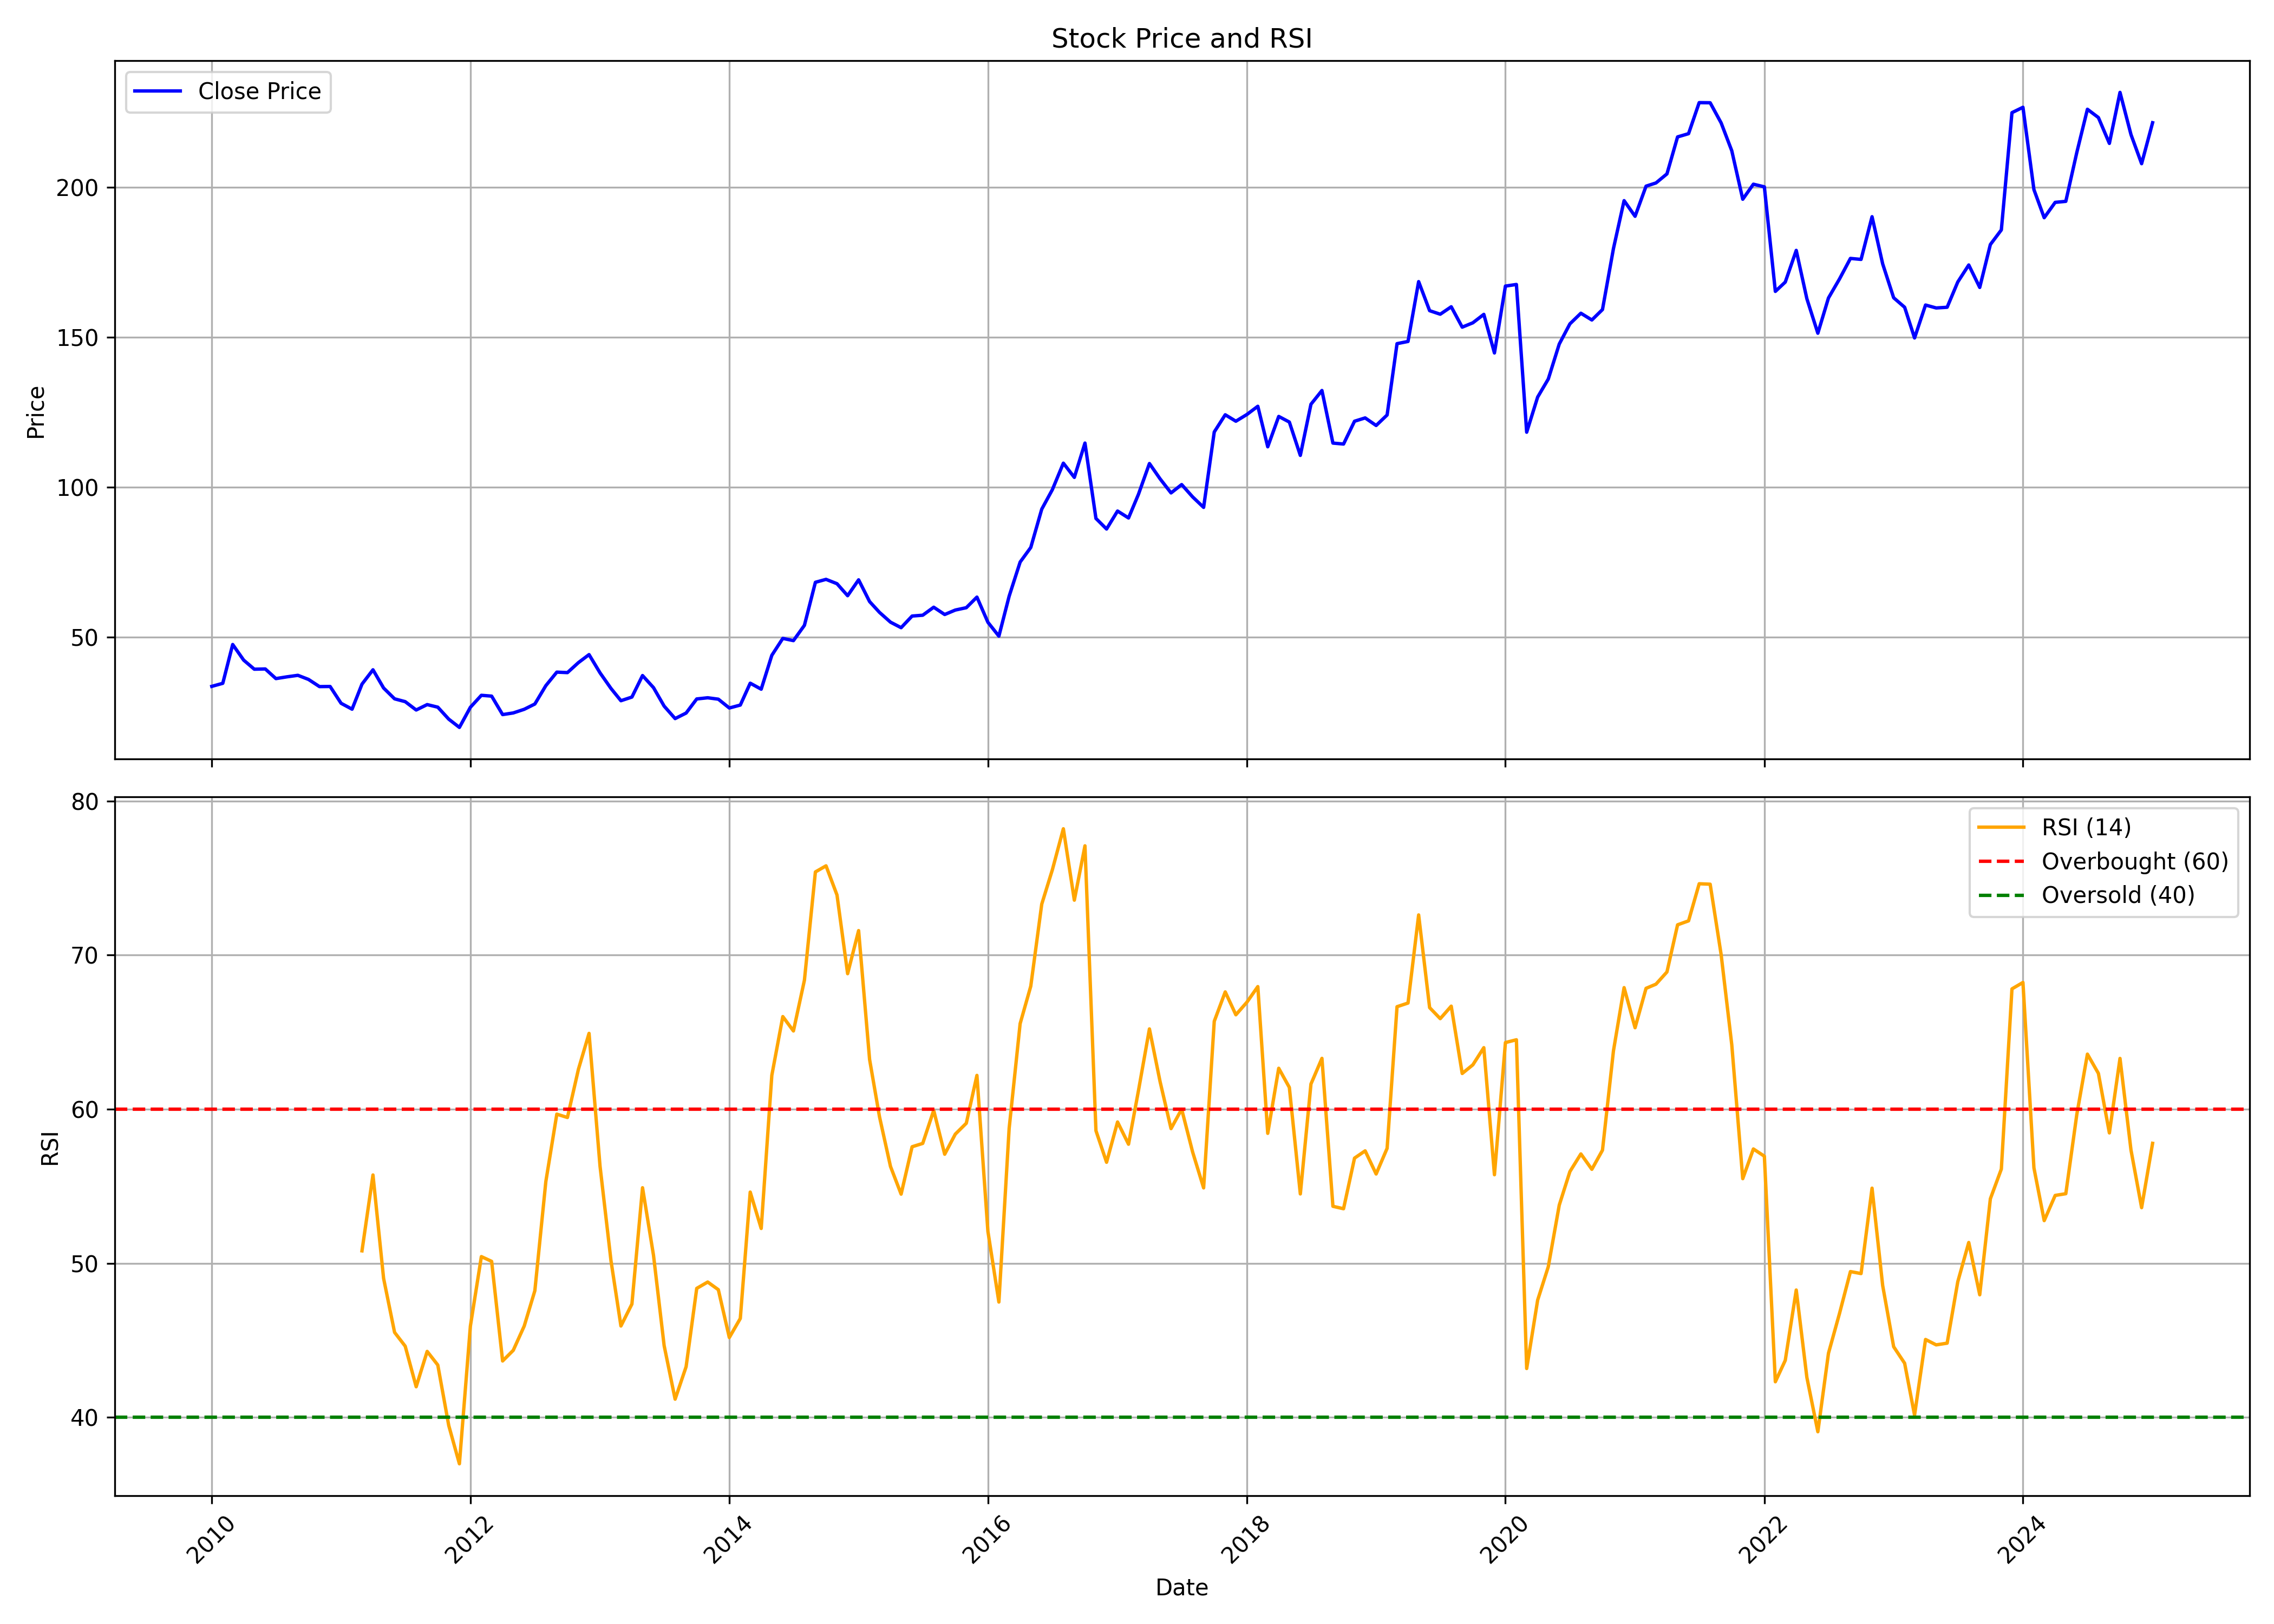 Stock Price and RSI
Close Price
200
150
100
50
Price
80
70
60
50
40
RSI
RSI (14)
Overbought (60)
Oversold (40)
2010
2012
2014
2016
2018
2020
2022
2024
Date